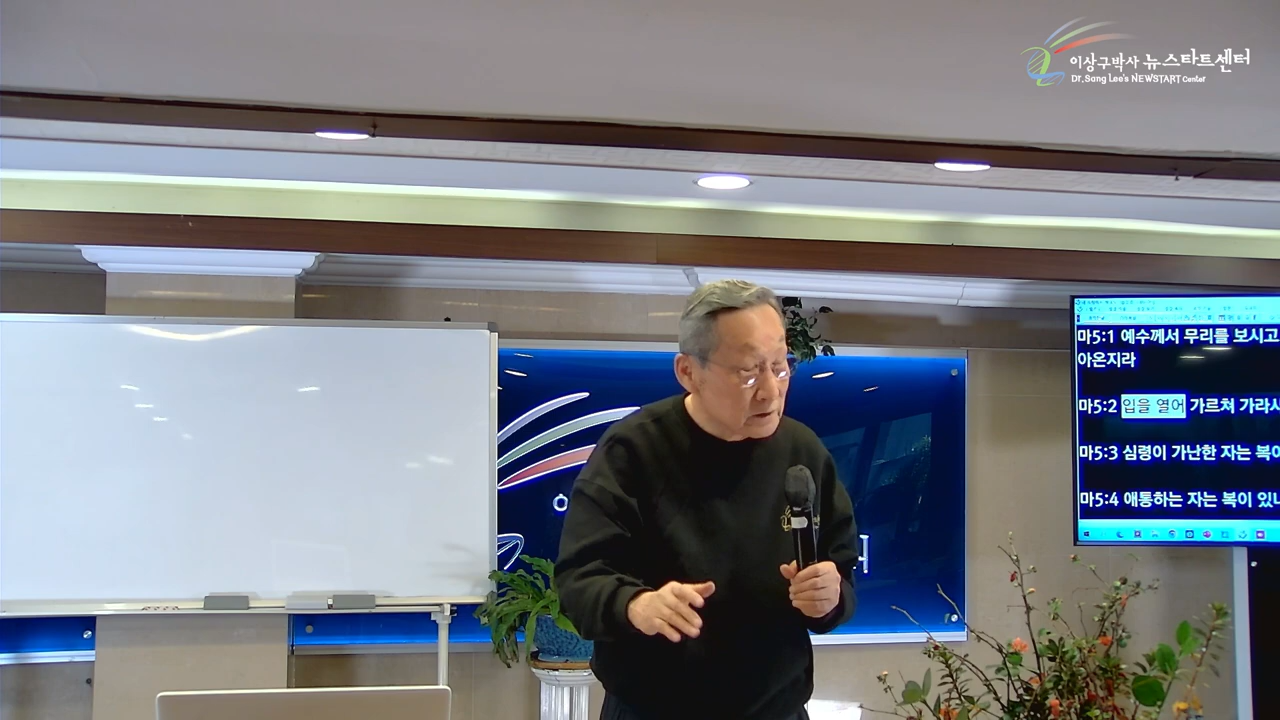 이상구박사 뉴스타트센터
Dr. Sang Lee's NEWSTART Center
마5:1 예수께서 무리를 보시고
아온지라
마5:2 입을 열어 가르쳐 가라사
마5:3 심령이 가난한 자는 복이
마5:4 애통하는 자는 복이 있나